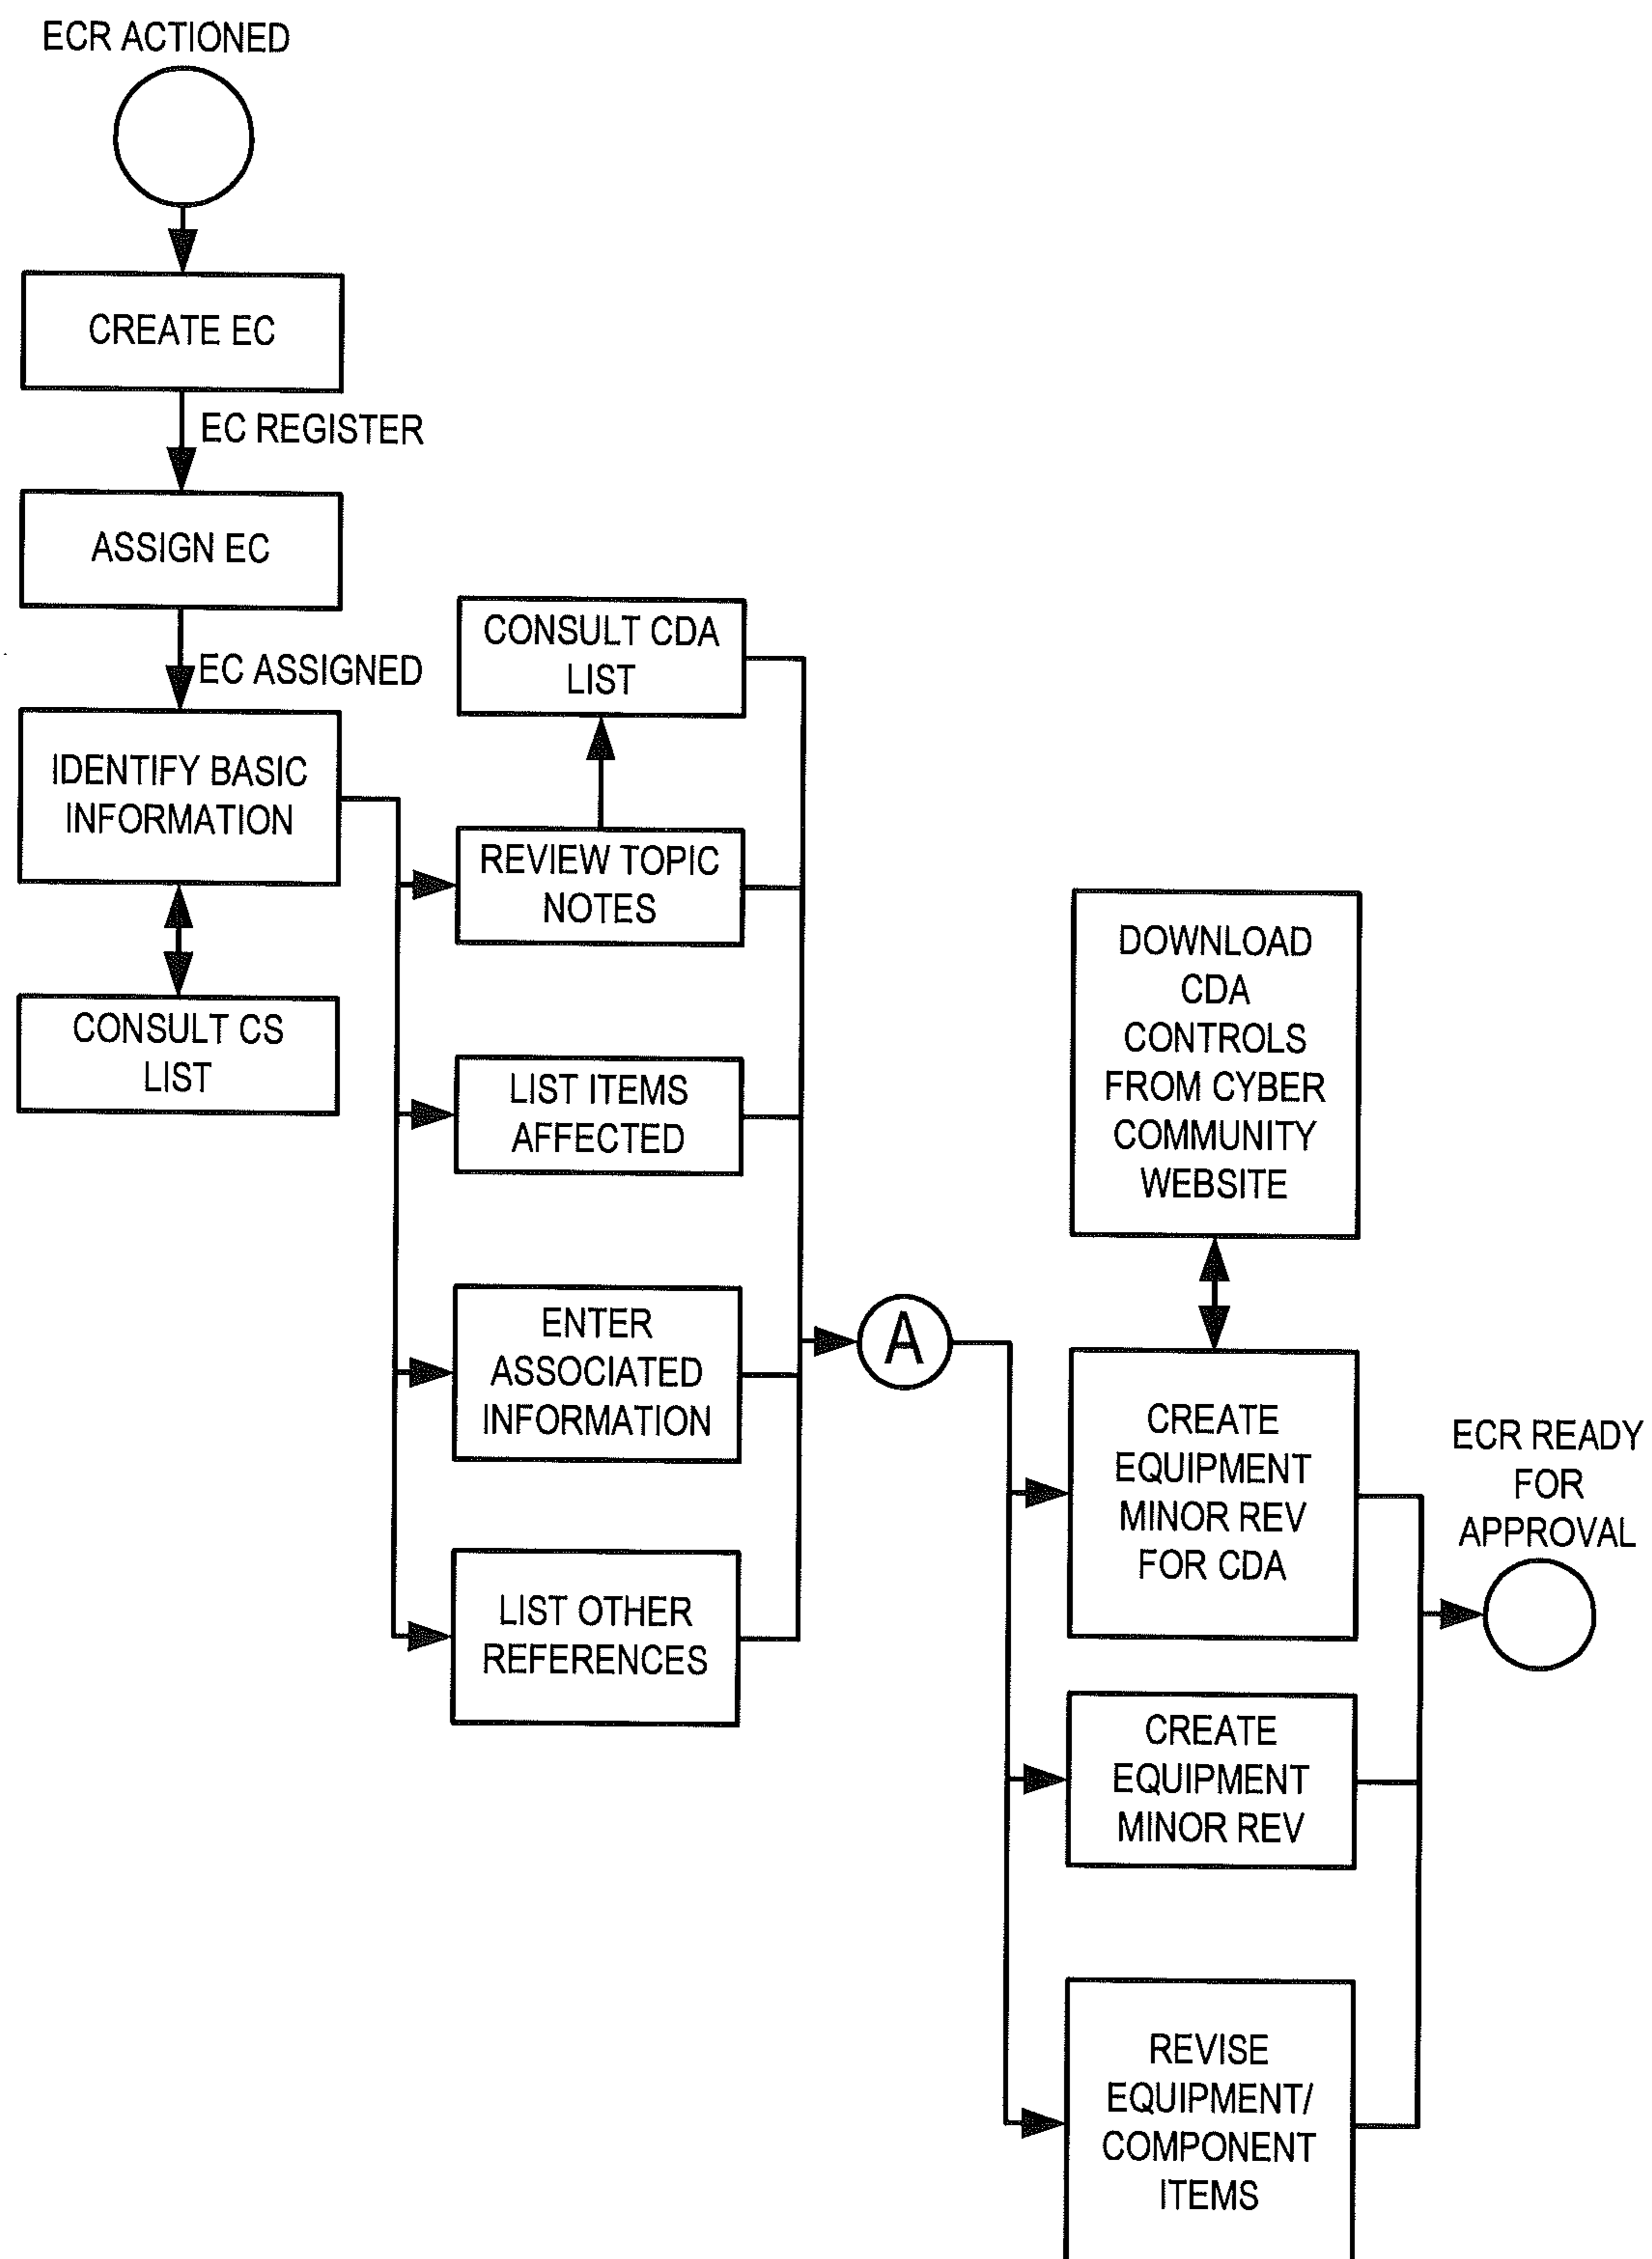 ECR ACTIONED
CREATE EC
EC REGISTER
ASSIGN EC
EC ASSIGNED
IDENTIFY BASIC
INFORMATION
CONSULT CS
LIST
CONSULT CDA
LIST
REVIEW TOPIC
NOTES
LIST ITEMS
AFFECTED
ENTER
ASSOCIATED
INFORMATION
LIST OTHER
REFERENCES
A
DOWNLOAD
CDA
CONTROLS
FROM CYBER
COMMUNITY
WEBSITE
CREATE
EQUIPMENT
MINOR REV
FOR CDA
CREATE
EQUIPMENT
MINOR REV
REVISE
EQUIPMENT/
COMPONENT
ITEMS
ECR READY
FOR
APPROVAL